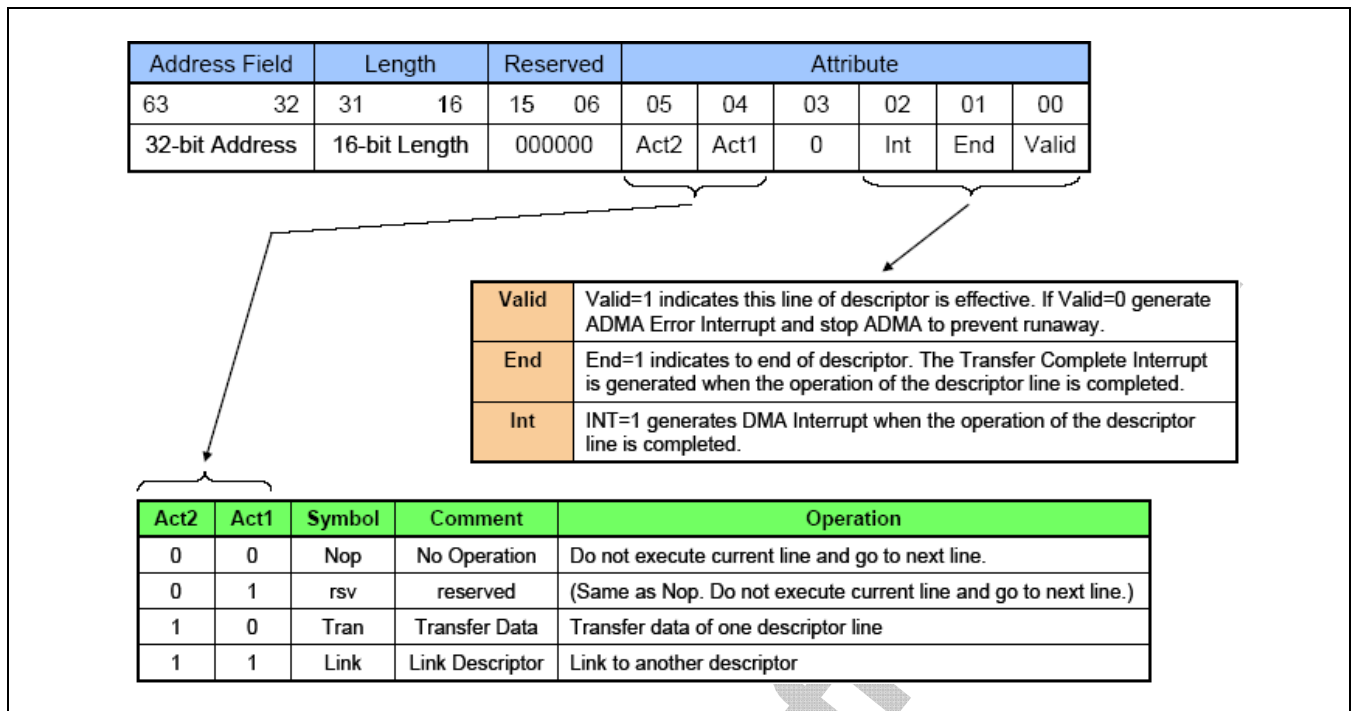 Address Field Length Reserved Attribute
63 32 31 16 15 06 05 04 03 02 01 00
32-bit Address 16-bit Length 000000 Act2 Act1 0 Int End Valid
Valid Valid=1 indicates this line of descriptor is effective. If Valid=0 generate
ADMA Error Interrupt and stop ADMA to prevent runaway.
End End=1 indicates to end of descriptor. The Transfer Complete Interrupt
is generated when the operation of the descriptor line is completed.
Int INT=1 generates DMA Interrupt when the operation of the descriptor
line is completed.
Act2 Act1 Symbol Comment Operation
0 0 Nop No Operation Do not execute current line and go to next line.
0 1 rsv reserved (Same as Nop. Do not execute current line and go to next line.)
1 0 Tran Transfer Data Transfer data of one descriptor line
1 1 Link Link Descriptor Link to another descriptor